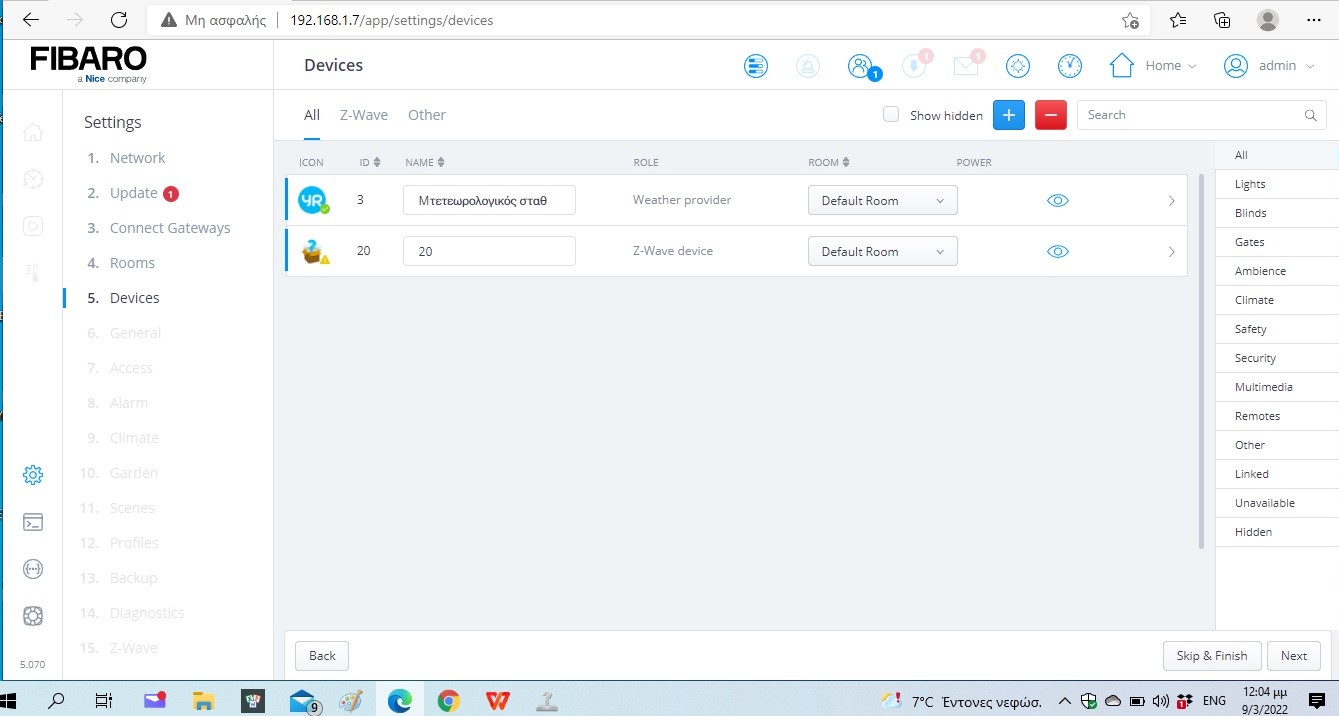 Μη ασφαλής
192.168.1.7/app/settings/devices
FIBARO
a Nice company
Devices
1
1
1
Home
admin
Settings
1. Network
2. Update 1
3. Connect Gateways
4. Rooms
5. Devices
6. General
7. Access
8. Alarm
9. Climate
10. Garden
11. Scenes
12. Profiles
13. Backup
14. Diagnostics
15. Z-Wave
5.070
All Z-Wave Other
Show hidden
+
−
Search
ICON ID NAME ROLE ROOM POWER
YR 3 Μτετεωρολογικός σταθ Weather provider Default Room
20 20 Z-Wave device Default Room
All
Lights
Blinds
Gates
Ambience
Climate
Safety
Security
Multimedia
Remotes
Other
Linked
Unavailable
Hidden
Back
Skip & Finish
Next
9
7°C Έντονες νεφώσ.
1
ENG
12:04 μμ
9/3/2022